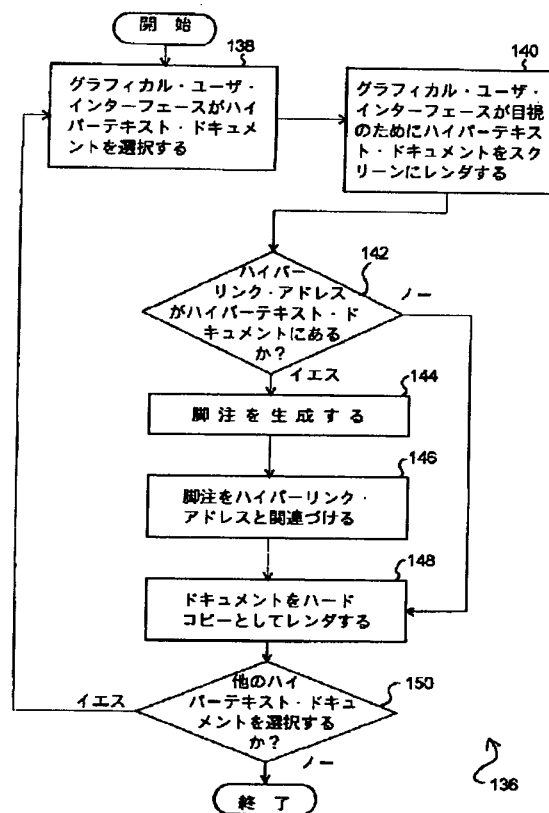 開始
138
グラフィカル・ユーザ・
インターフェースがハイ
パーテキスト・ドキュメ
ントを選択する
140
グラフィカル・ユーザ・
インターフェースが目視
のためにハイパーテキス
ト・ドキュメントをスク
リーンにレンダする
142
ハイパー
リンク・アドレス
がハイパーテキスト・ド
キュメントにある
か?
ノー
イエス
144
脚注を生成する
146
脚注をハイパーリンク・
アドレスと関連づける
148
ドキュメントをハード
コピーとしてレンダする
150
他のハイ
パーテキスト・ドキュ
メントを選択する
か?
イエス
ノー
終了
136